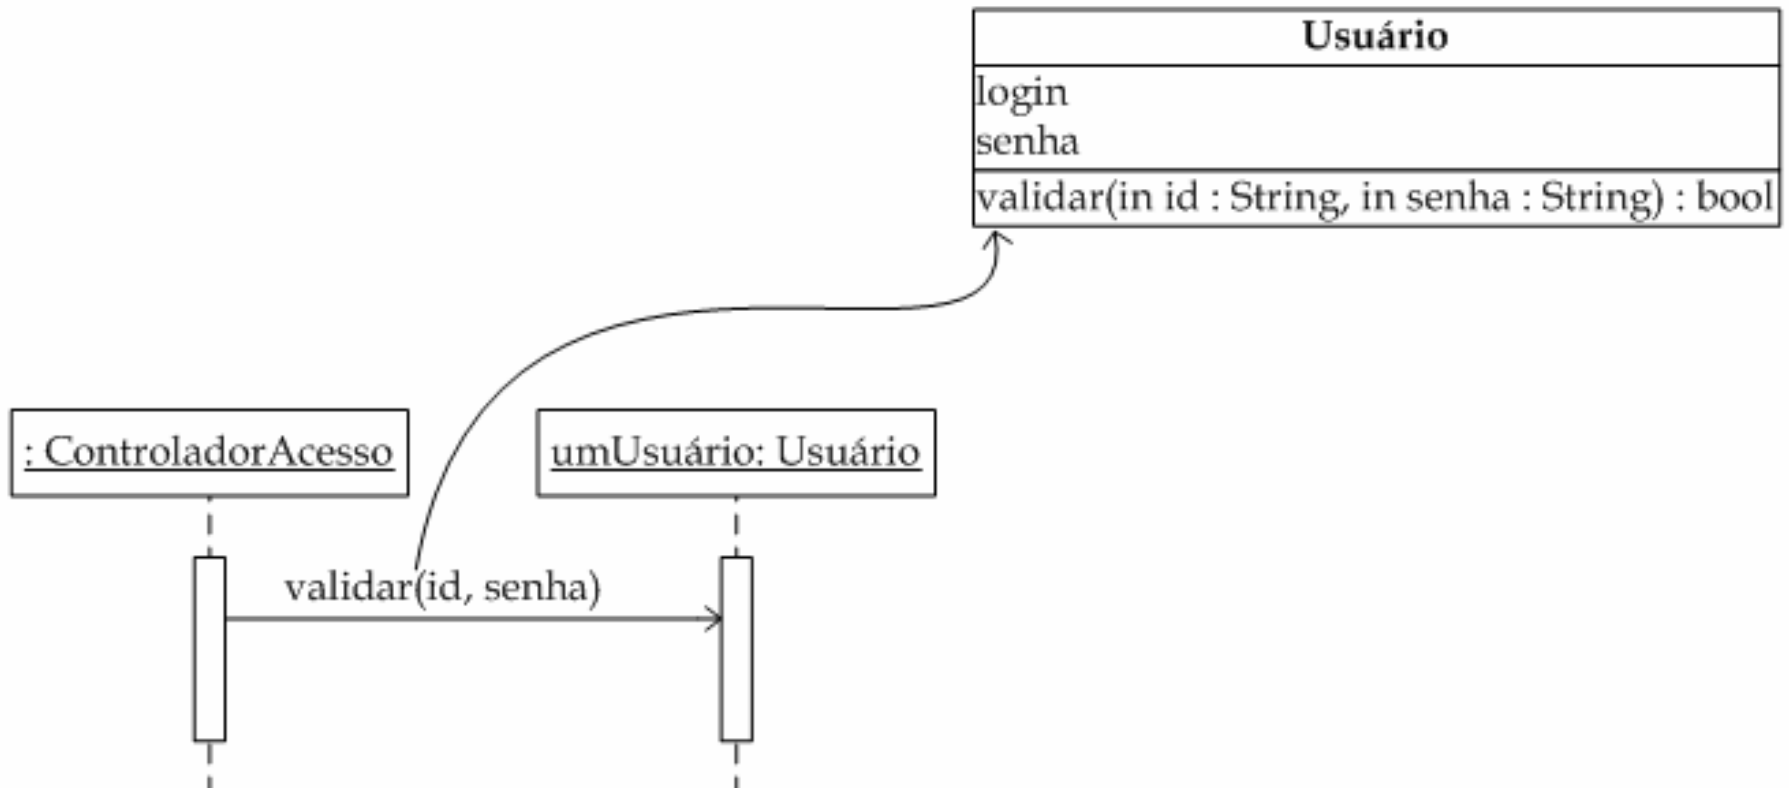 Usuário
login
senha
validar(in id : String, in senha : String) : bool
: ControladorAcesso
umUsuário: Usuário
validar(id, senha)